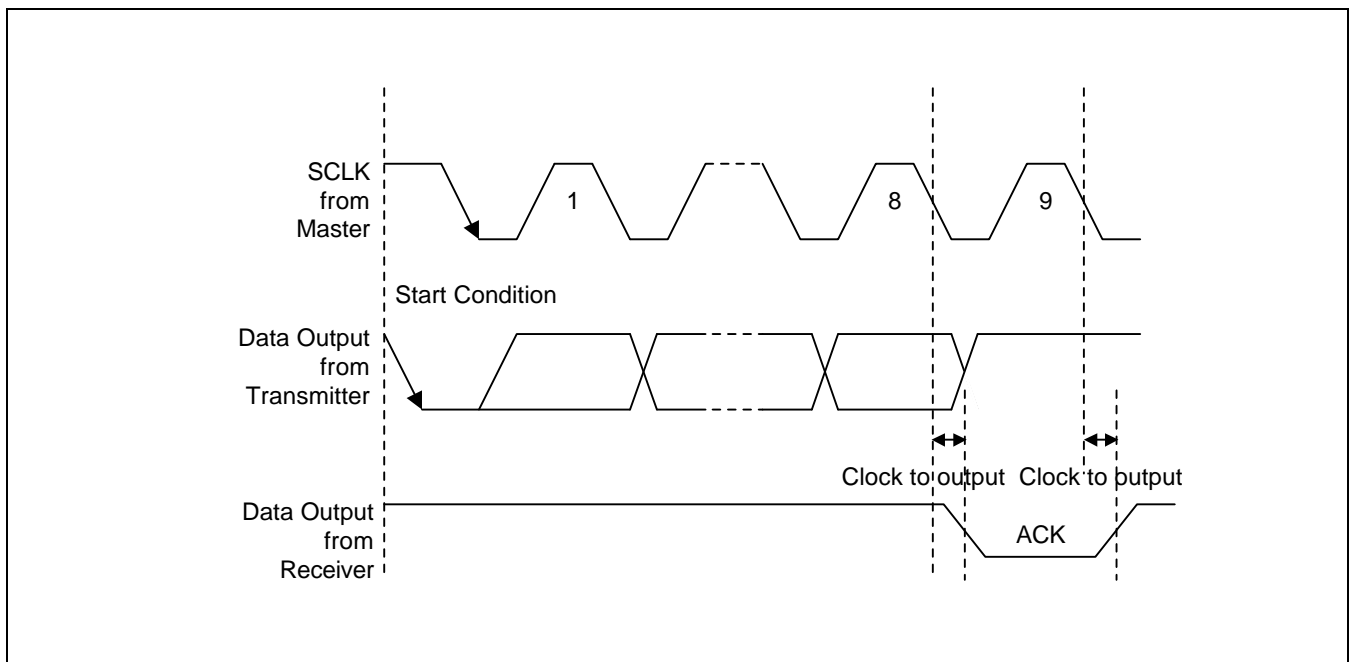 SCLK
from
Master
1
8
9
Start Condition
Data Output
from
Transmitter
Clock to output
Clock to output
Data Output
from
Receiver
ACK